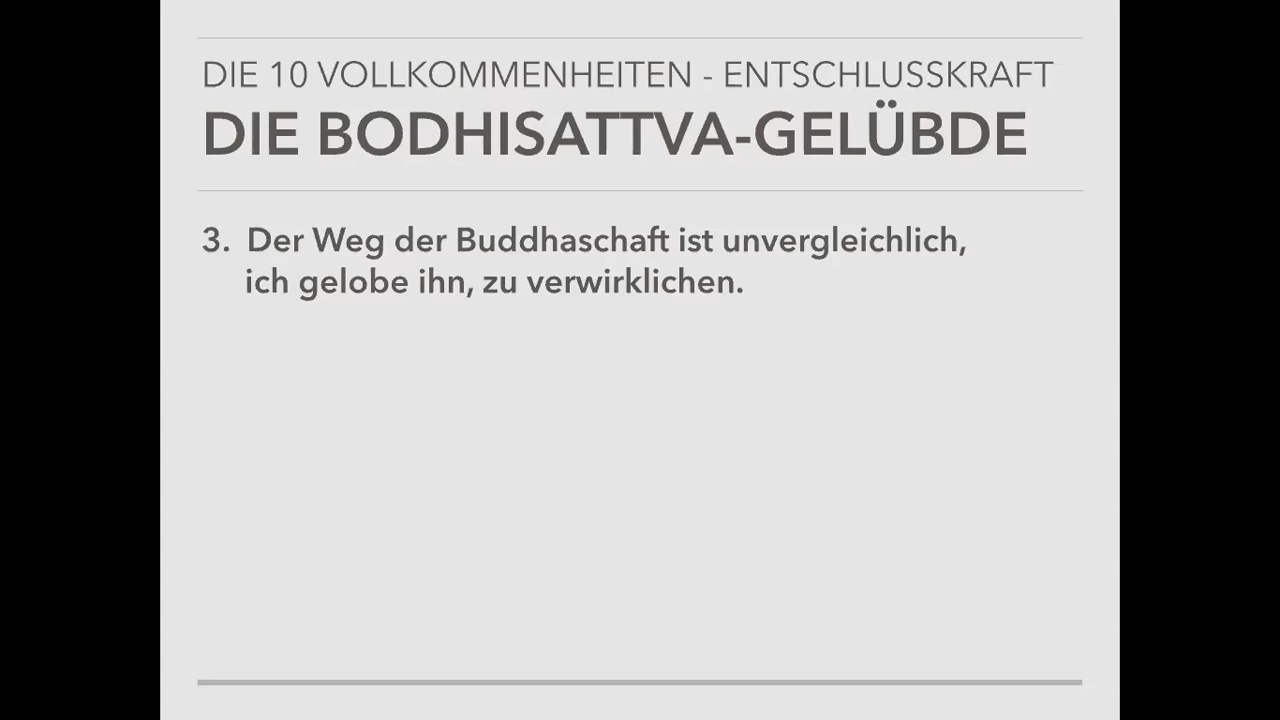 DIE 10 VOLLKOMMENHEITEN - ENTSCHLUSSKRAFT
DIE BODHISATTVA-GELÜBDE
3. Der Weg der Buddhaschaft ist unvergleichlich,
ich gelobe ihn, zu verwirklichen.